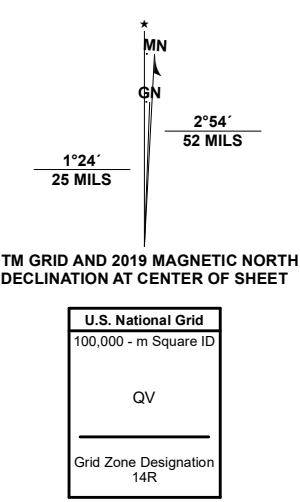 MN
GN
2°54´
52 MILS
1°24´
25 MILS
TM GRID AND 2019 MAGNETIC NORTH
DECLINATION AT CENTER OF SHEET
U.S. National Grid
100,000 - m Square ID
QV
Grid Zone Designation
14R